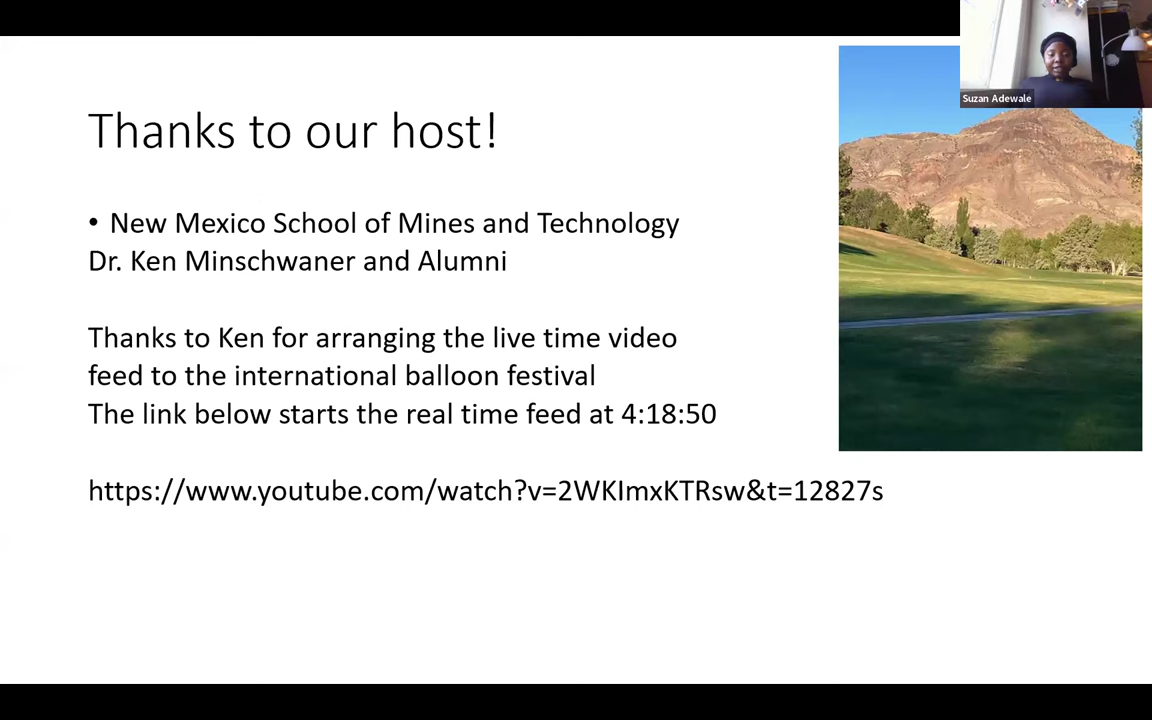 Suzan Adewale
Thanks to our host!
• New Mexico School of Mines and Technology
Dr. Ken Minschwaner and Alumni
Thanks to Ken for arranging the live time video
feed to the international balloon festival
The link below starts the real time feed at 4:18:50
https://www.youtube.com/watch?v=2WKImxKTRsw&t=12827s